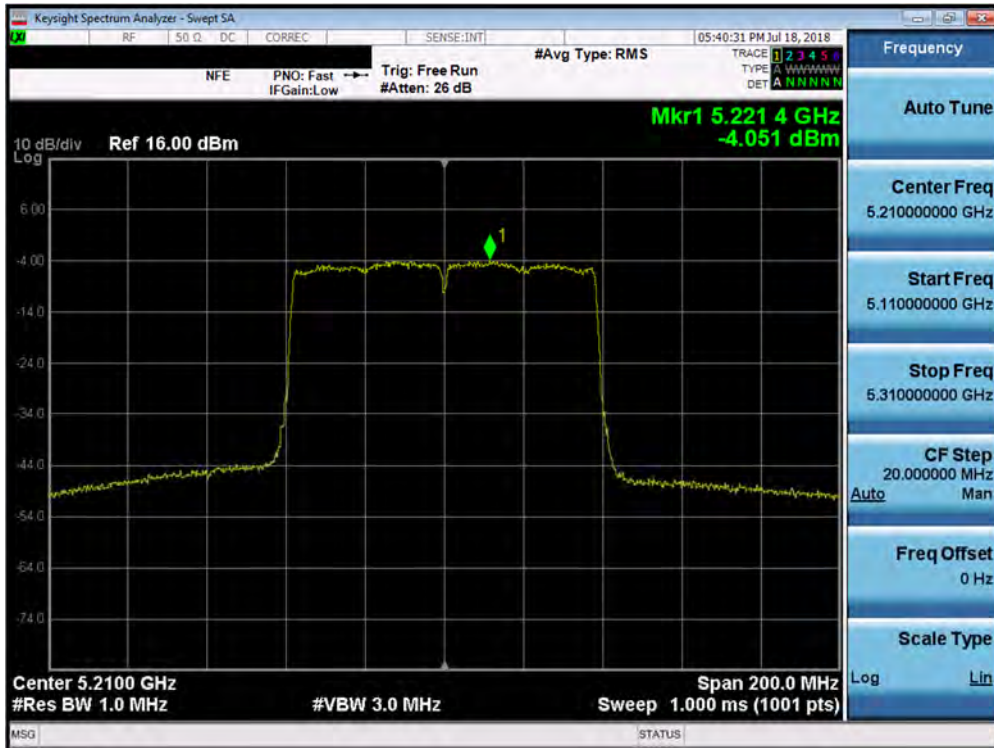 Keysight Spectrum Analyzer - Swept SA
LXI RF 50 Ω DC CORREC SENSE:INT 05:40:31 PM Jul 18, 2018
NFE PNO: Fast Trig: Free Run #Avg Type: RMS TRACE 1 2 3 4 5 6
IFGain:Low #Atten: 26 dB TYPE A WWWWW
DET A N N N N N
Mkr1 5.221 4 GHz
-4.051 dBm
10 dB/div Ref 16.00 dBm
Log
1
6.00
-4.00
-14.0
-24.0
-34.0
-44.0
-54.0
-64.0
-74.0
Center 5.2100 GHz Span 200.0 MHz
#Res BW 1.0 MHz #VBW 3.0 MHz Sweep 1.000 ms (1001 pts)
MSG STATUS
Frequency
Auto Tune
Center Freq
5.210000000 GHz
Start Freq
5.110000000 GHz
Stop Freq
5.310000000 GHz
CF Step
20.000000 MHz
Auto Man
Freq Offset
0 Hz
Scale Type
Log Lin